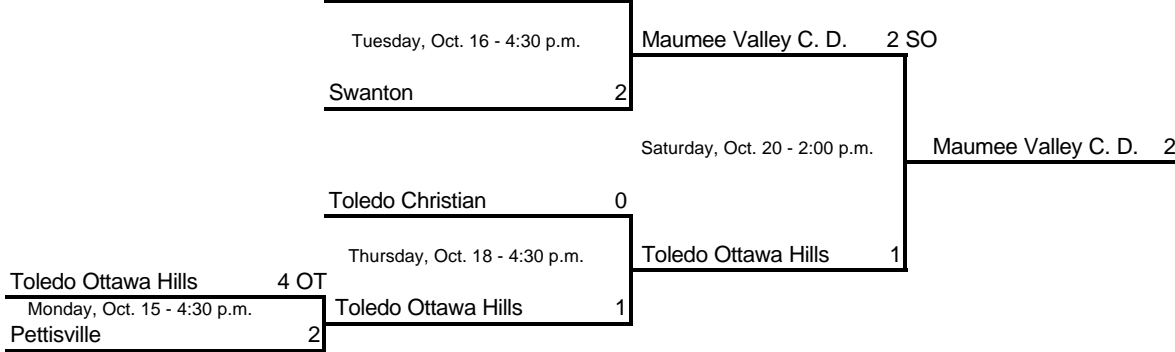 Tuesday, Oct. 16 - 4:30 p.m.
Maumee Valley C. D. 2 SO
Swanton 2
Saturday, Oct. 20 - 2:00 p.m.
Maumee Valley C. D. 2
Toledo Christian 0
Thursday, Oct. 18 - 4:30 p.m.
Toledo Ottawa Hills 1
Toledo Ottawa Hills 4 OT
Monday, Oct. 15 - 4:30 p.m.
Toledo Ottawa Hills 1
Pettisville 2